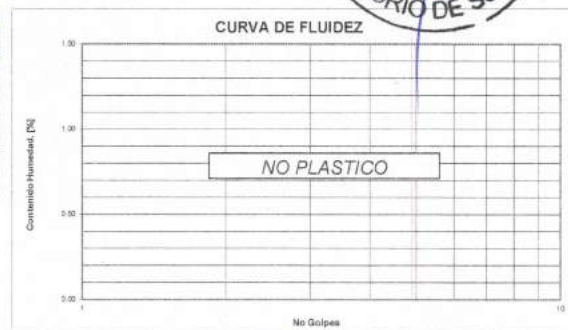 RIO DE S
CURVA DE FLUIDEZ
1.50
1.00
0.50
0.00
Contenido Humedad, [%]
NO PLASTICO
1
10
No Golpes